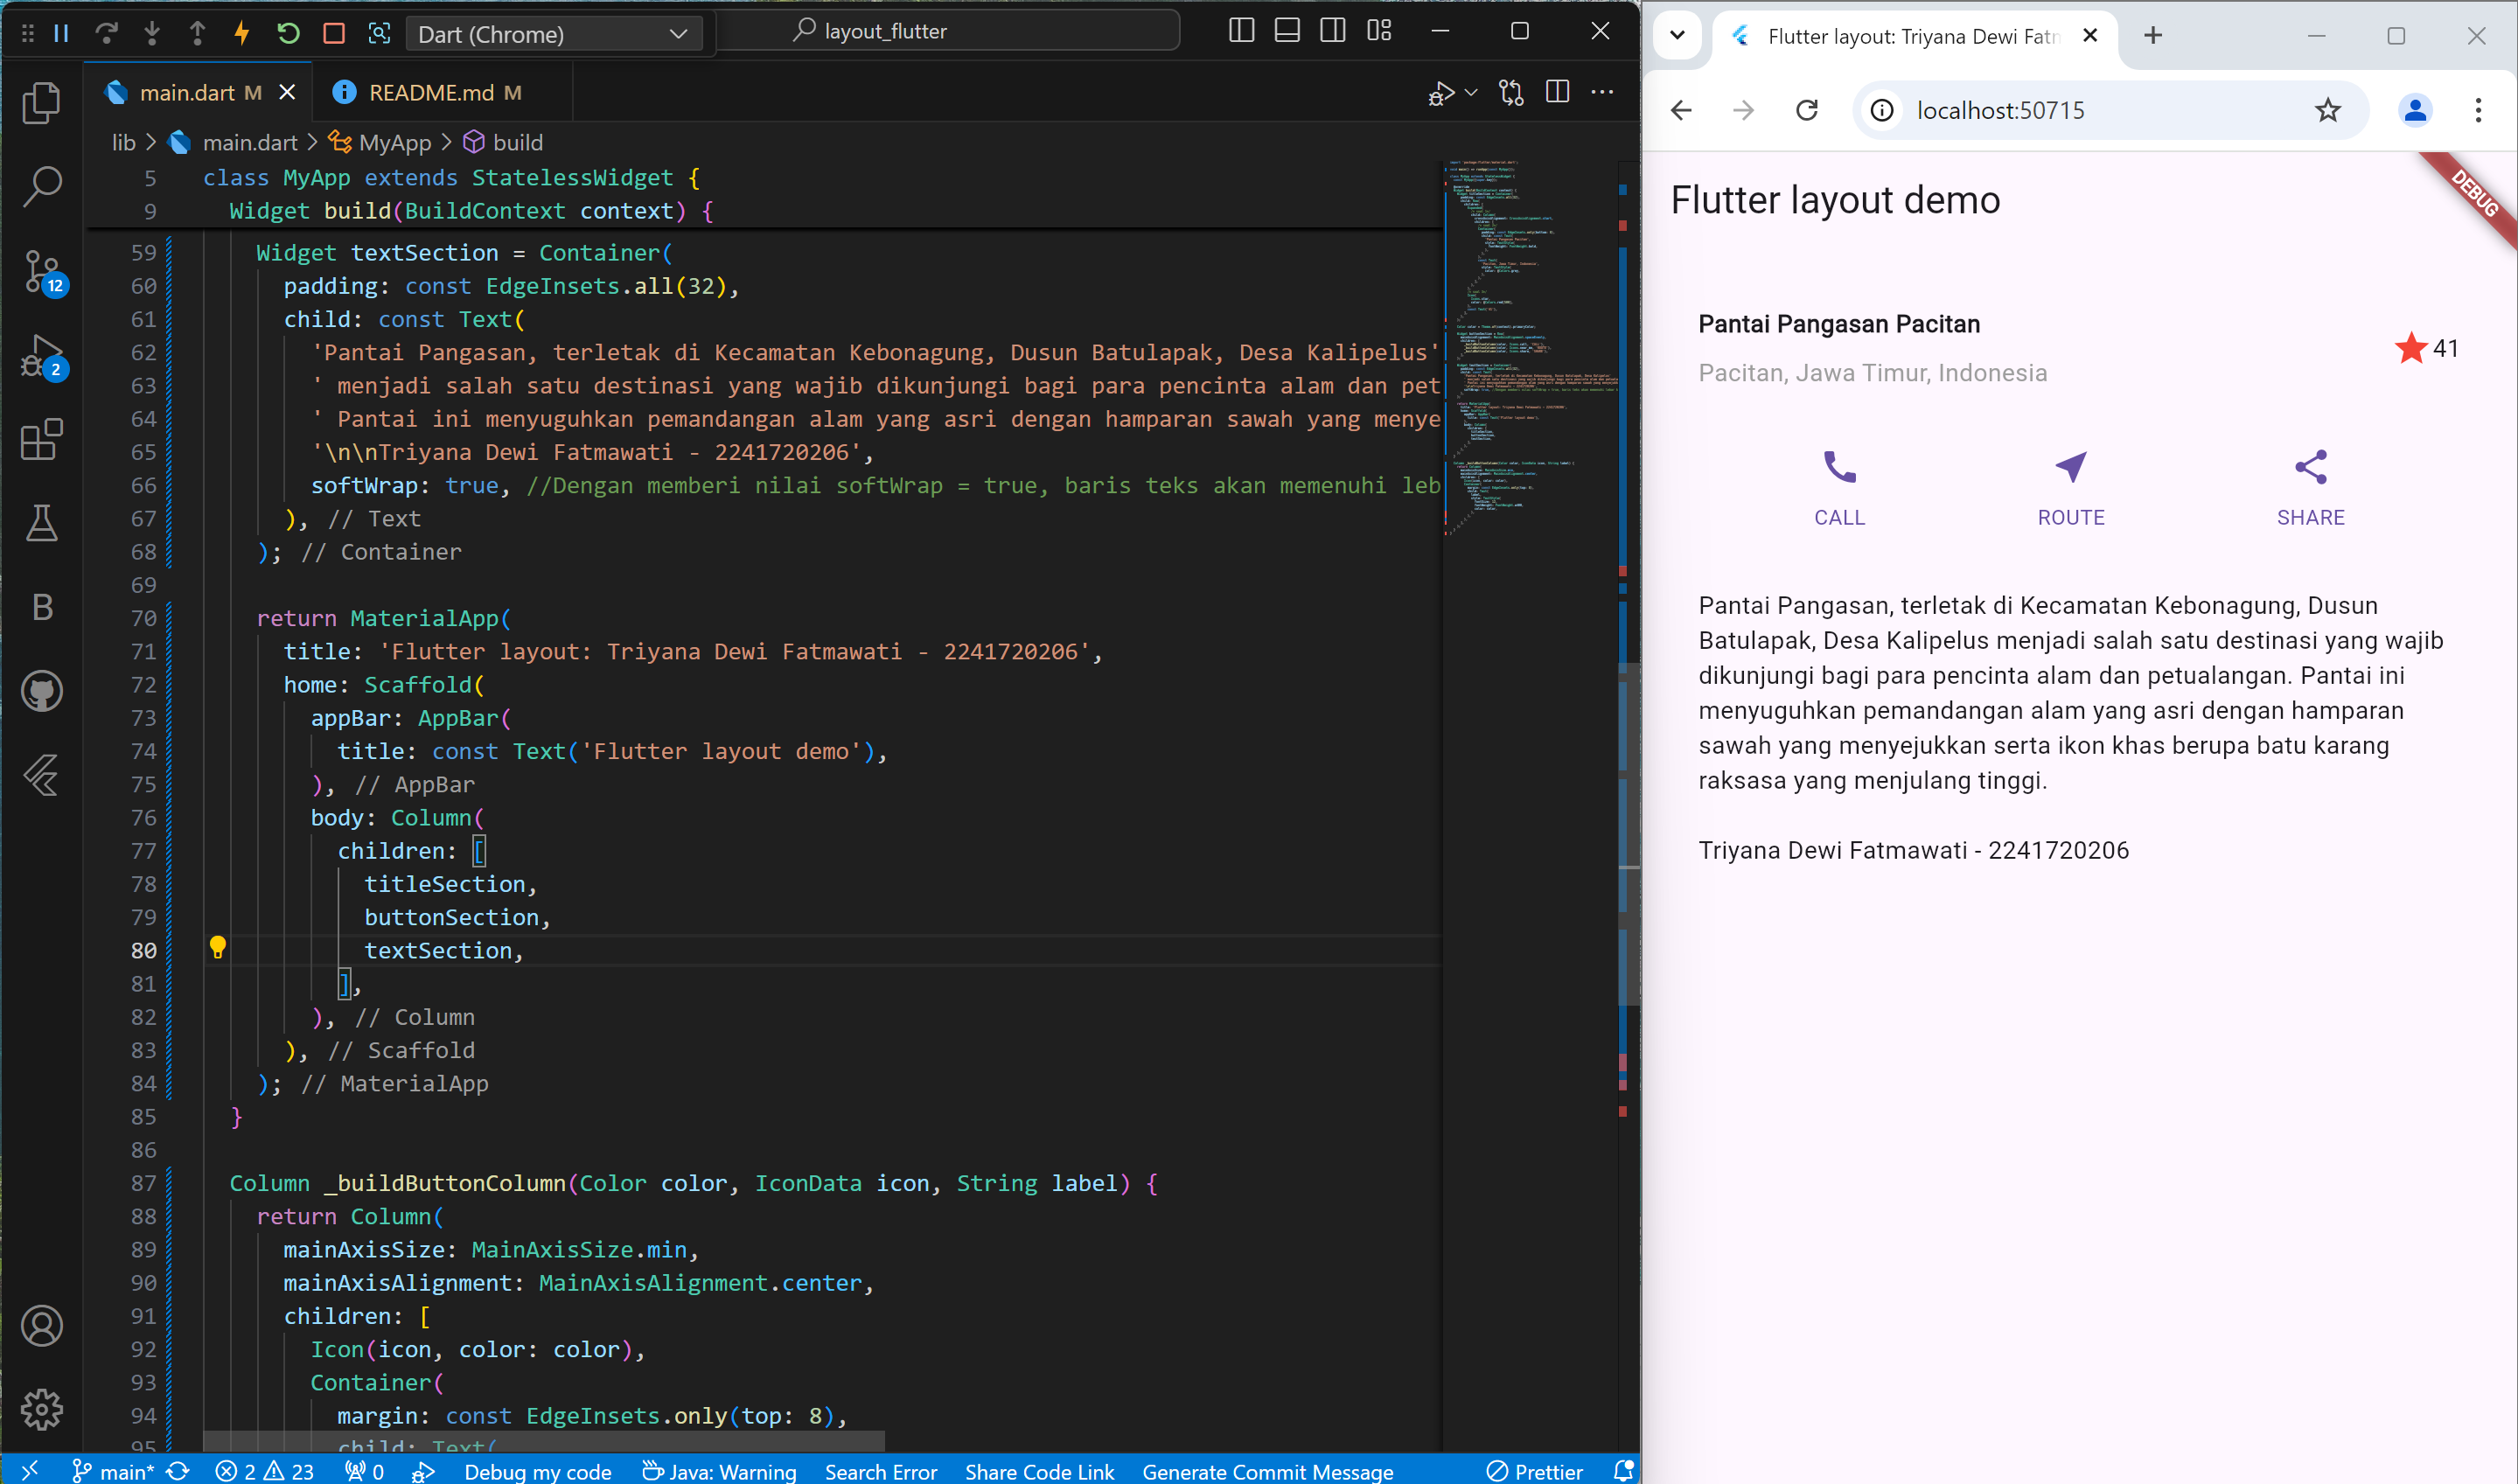 Dart (Chrome)
layout_flutter
main.dart M
README.md M
lib > main.dart > MyApp > build
5 class MyApp extends StatelessWidget {
9 Widget build(BuildContext context) {
59 Widget textSection = Container(
60 padding: const EdgeInsets.all(32),
61 child: const Text(
62 'Pantai Pangasan, terletak di Kecamatan Kebonagung, Dusun Batulapak, Desa Kalipelus'
63 ' menjadi salah satu destinasi yang wajib dikunjungi bagi para pencinta alam dan pet
64 ' Pantai ini menyuguhkan pemandangan alam yang asri dengan hamparan sawah yang menye
65 '\n\nTriyana Dewi Fatmawati - 2241720206',
66 softWrap: true, //Dengan memberi nilai softWrap = true, baris teks akan memenuhi leb
67 ), // Text
68 ); // Container
69
70 return MaterialApp(
71 title: 'Flutter layout: Triyana Dewi Fatmawati - 2241720206',
72 home: Scaffold(
73 appBar: AppBar(
74 title: const Text('Flutter layout demo'),
75 ), // AppBar
76 body: Column(
77 children: [
78 titleSection,
79 buttonSection,
80 textSection,
81 ],
82 ), // Column
83 ), // Scaffold
84 ); // MaterialApp
85 }
86
87 Column _buildButtonColumn(Color color, IconData icon, String label) {
88 return Column(
89 mainAxisSize: MainAxisSize.min,
90 mainAxisAlignment: MainAxisAlignment.center,
91 children: [
92 Icon(icon, color: color),
93 Container(
94 margin: const EdgeInsets.only(top: 8),
95 child: Text(
12
2
B
main* 2 23 0 Debug my code Java: Warning Search Error Share Code Link Generate Commit Message Prettier
Flutter layout: Triyana Dewi Fatm
localhost:50715
DEBUG
Flutter layout demo
Pantai Pangasan Pacitan
Pacitan, Jawa Timur, Indonesia
41
CALL ROUTE SHARE
Pantai Pangasan, terletak di Kecamatan Kebonagung, Dusun
Batulapak, Desa Kalipelus menjadi salah satu destinasi yang wajib
dikunjungi bagi para pencinta alam dan petualangan. Pantai ini
menyuguhkan pemandangan alam yang asri dengan hamparan
sawah yang menyejukkan serta ikon khas berupa batu karang
raksasa yang menjulang tinggi.
Triyana Dewi Fatmawati - 2241720206